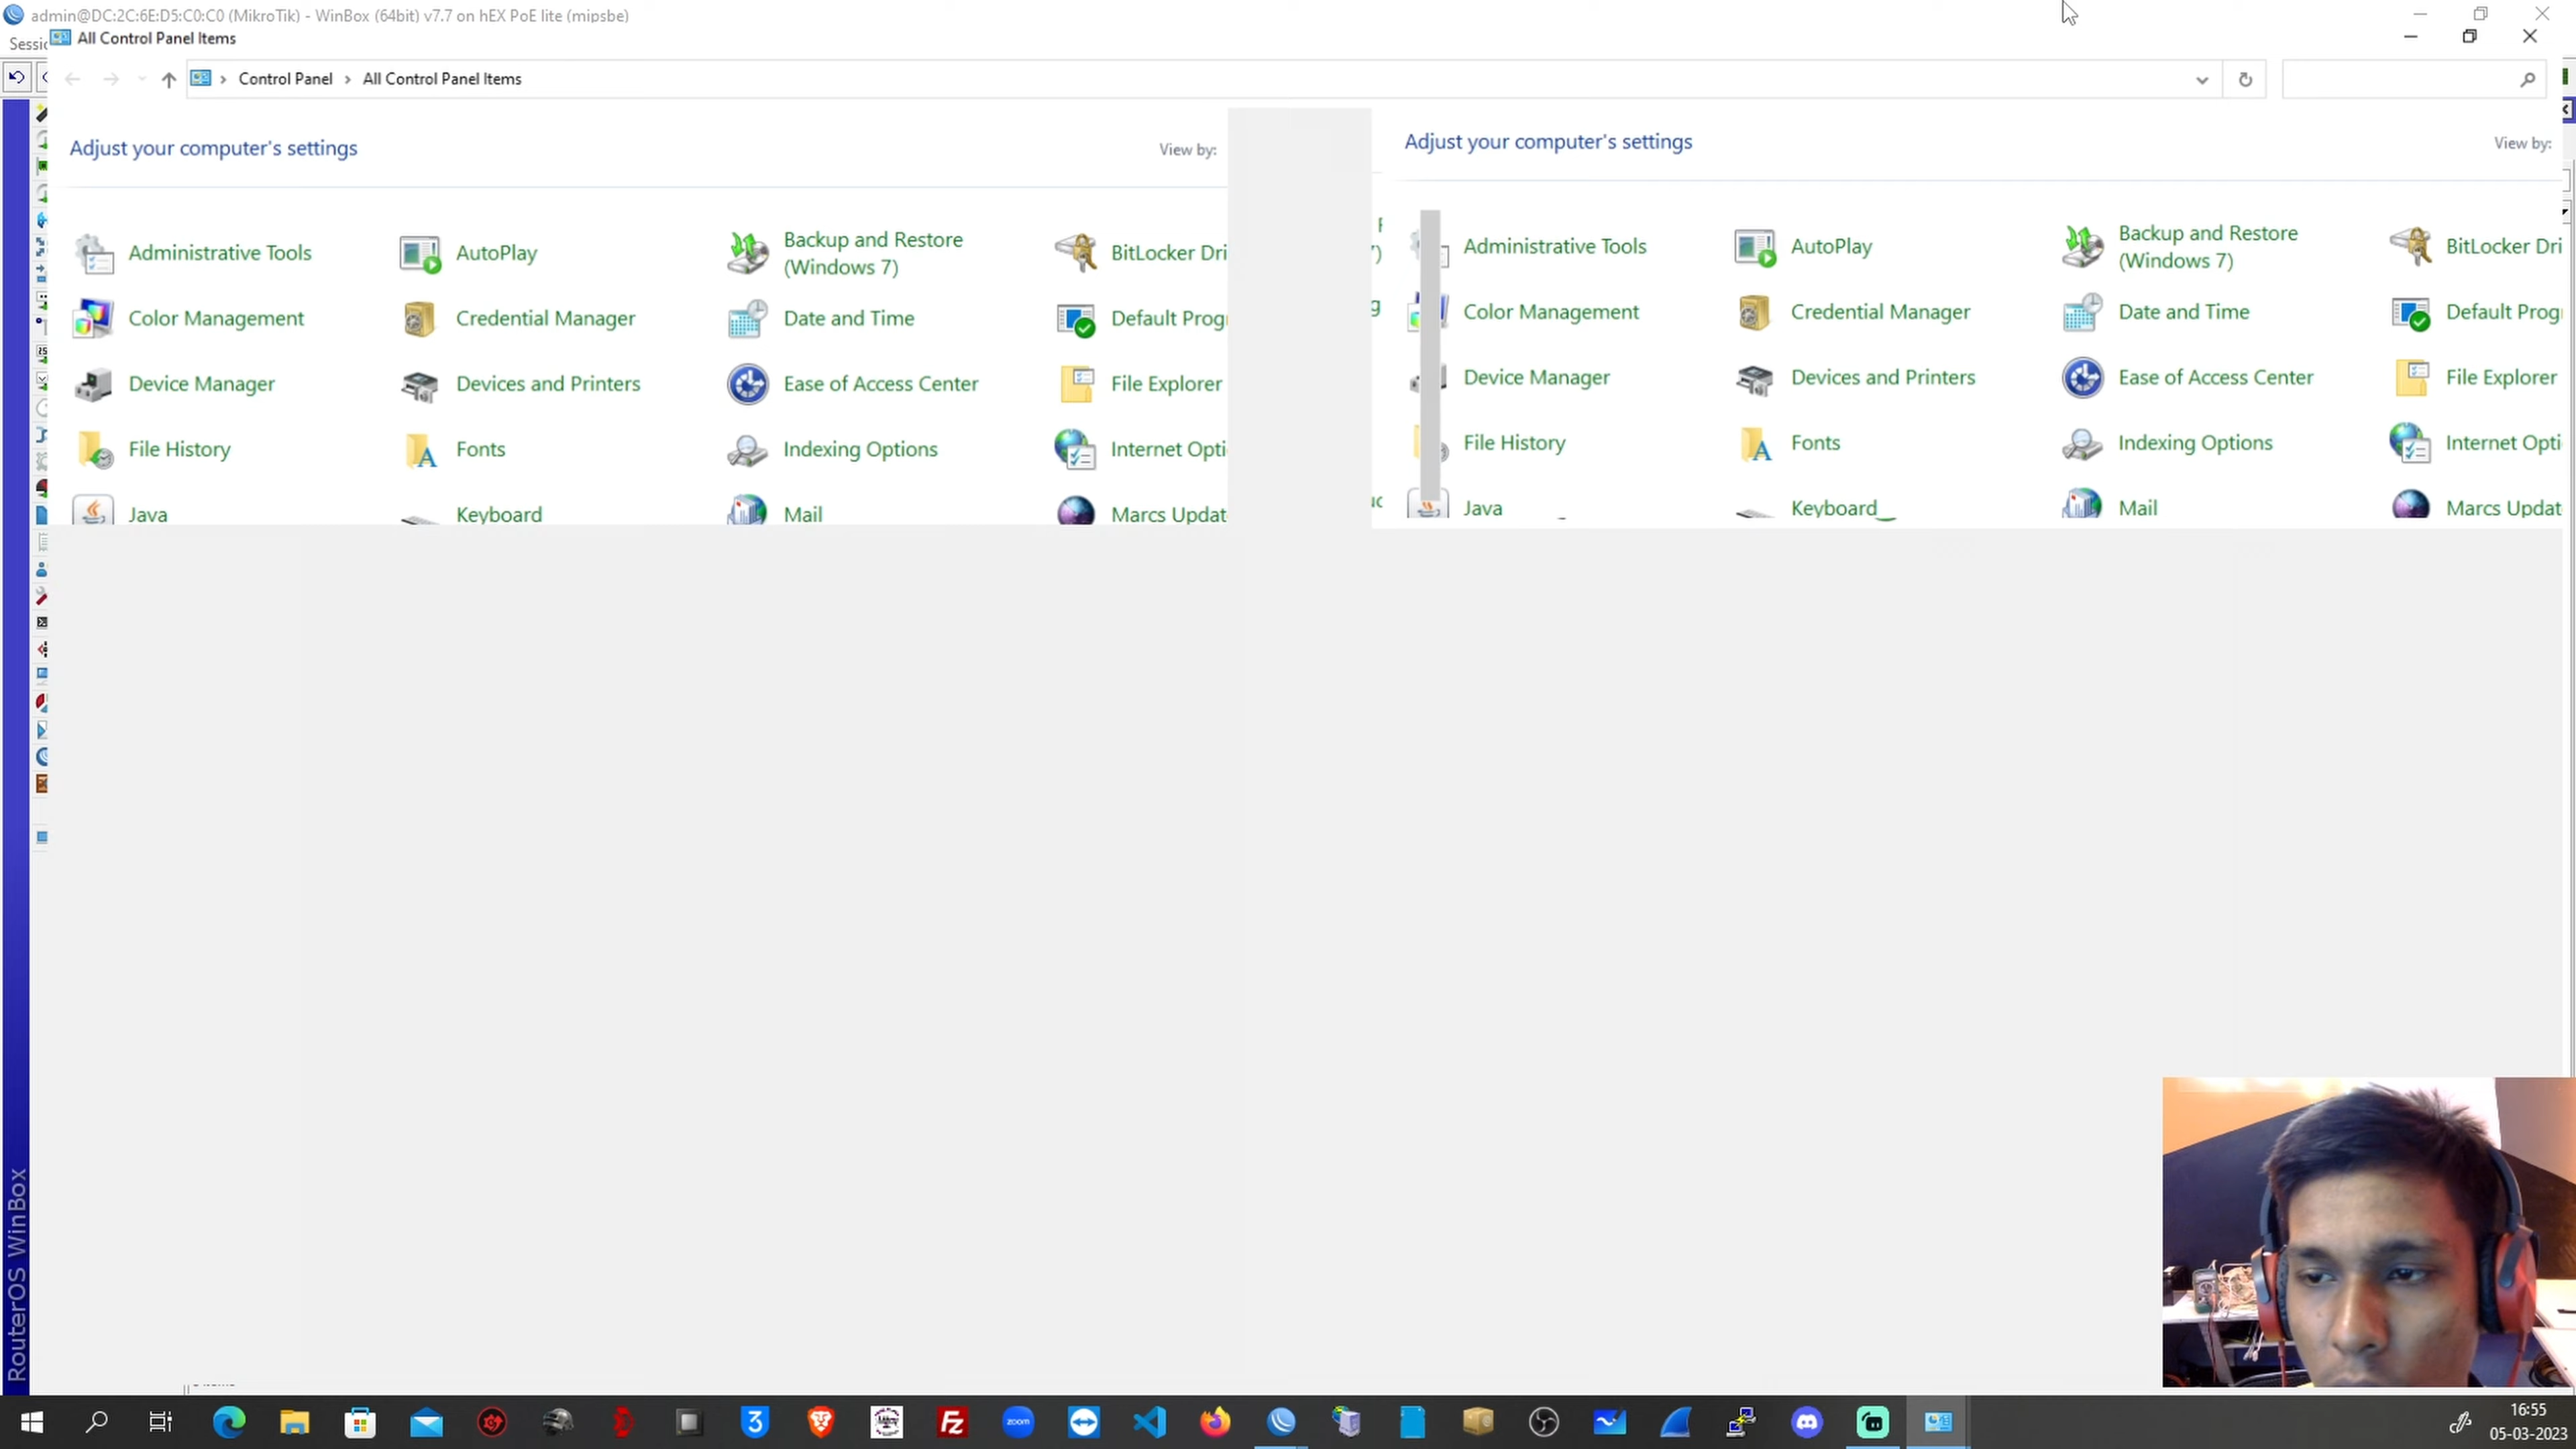 admin@DC:2C:6E:D5:C0:C0 (MikroTik) - WinBox (64bit) v7.7 on hEX PoE lite (mipsbe)
Sessic
All Control Panel Items
Control Panel > All Control Panel Items
Adjust your computer's settings
View by:
Administrative Tools
AutoPlay
Backup and Restore
(Windows 7)
BitLocker Dri
Color Management
Credential Manager
Date and Time
Default Prog
Device Manager
Devices and Printers
Ease of Access Center
File Explorer
File History
Fonts
Indexing Options
Internet Opti
Java
Keyboard
Mail
Marcs Updat
Adjust your computer's settings
View by:
Administrative Tools
AutoPlay
Backup and Restore
(Windows 7)
BitLocker Dri
Color Management
Credential Manager
Date and Time
Default Prog
Device Manager
Devices and Printers
Ease of Access Center
File Explorer
File History
Fonts
Indexing Options
Internet Opti
Java
Keyboard
Mail
Marcs Updat
RouterOS WinBox
3
Fz
zoom
16:55
05-03-2023